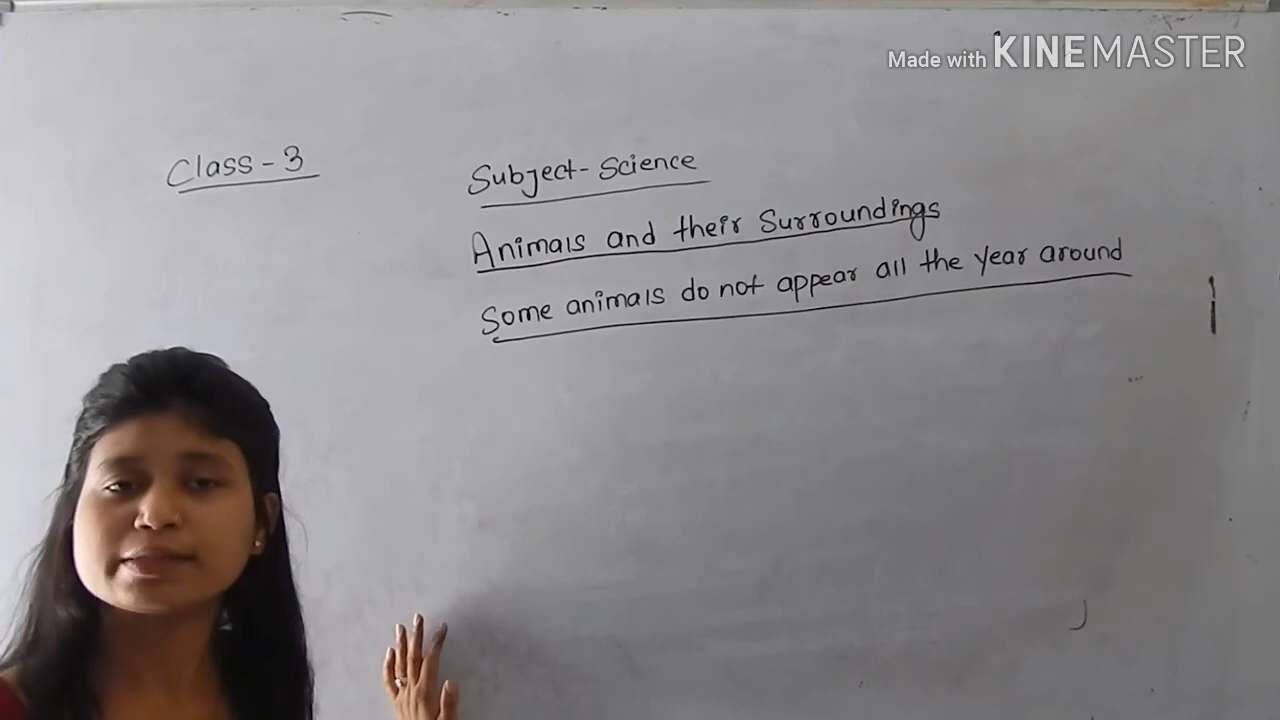 Made with KINEMASTER
Class - 3
Subject - Science
Animals and their Surroundings
Some animals do not appear all the year around